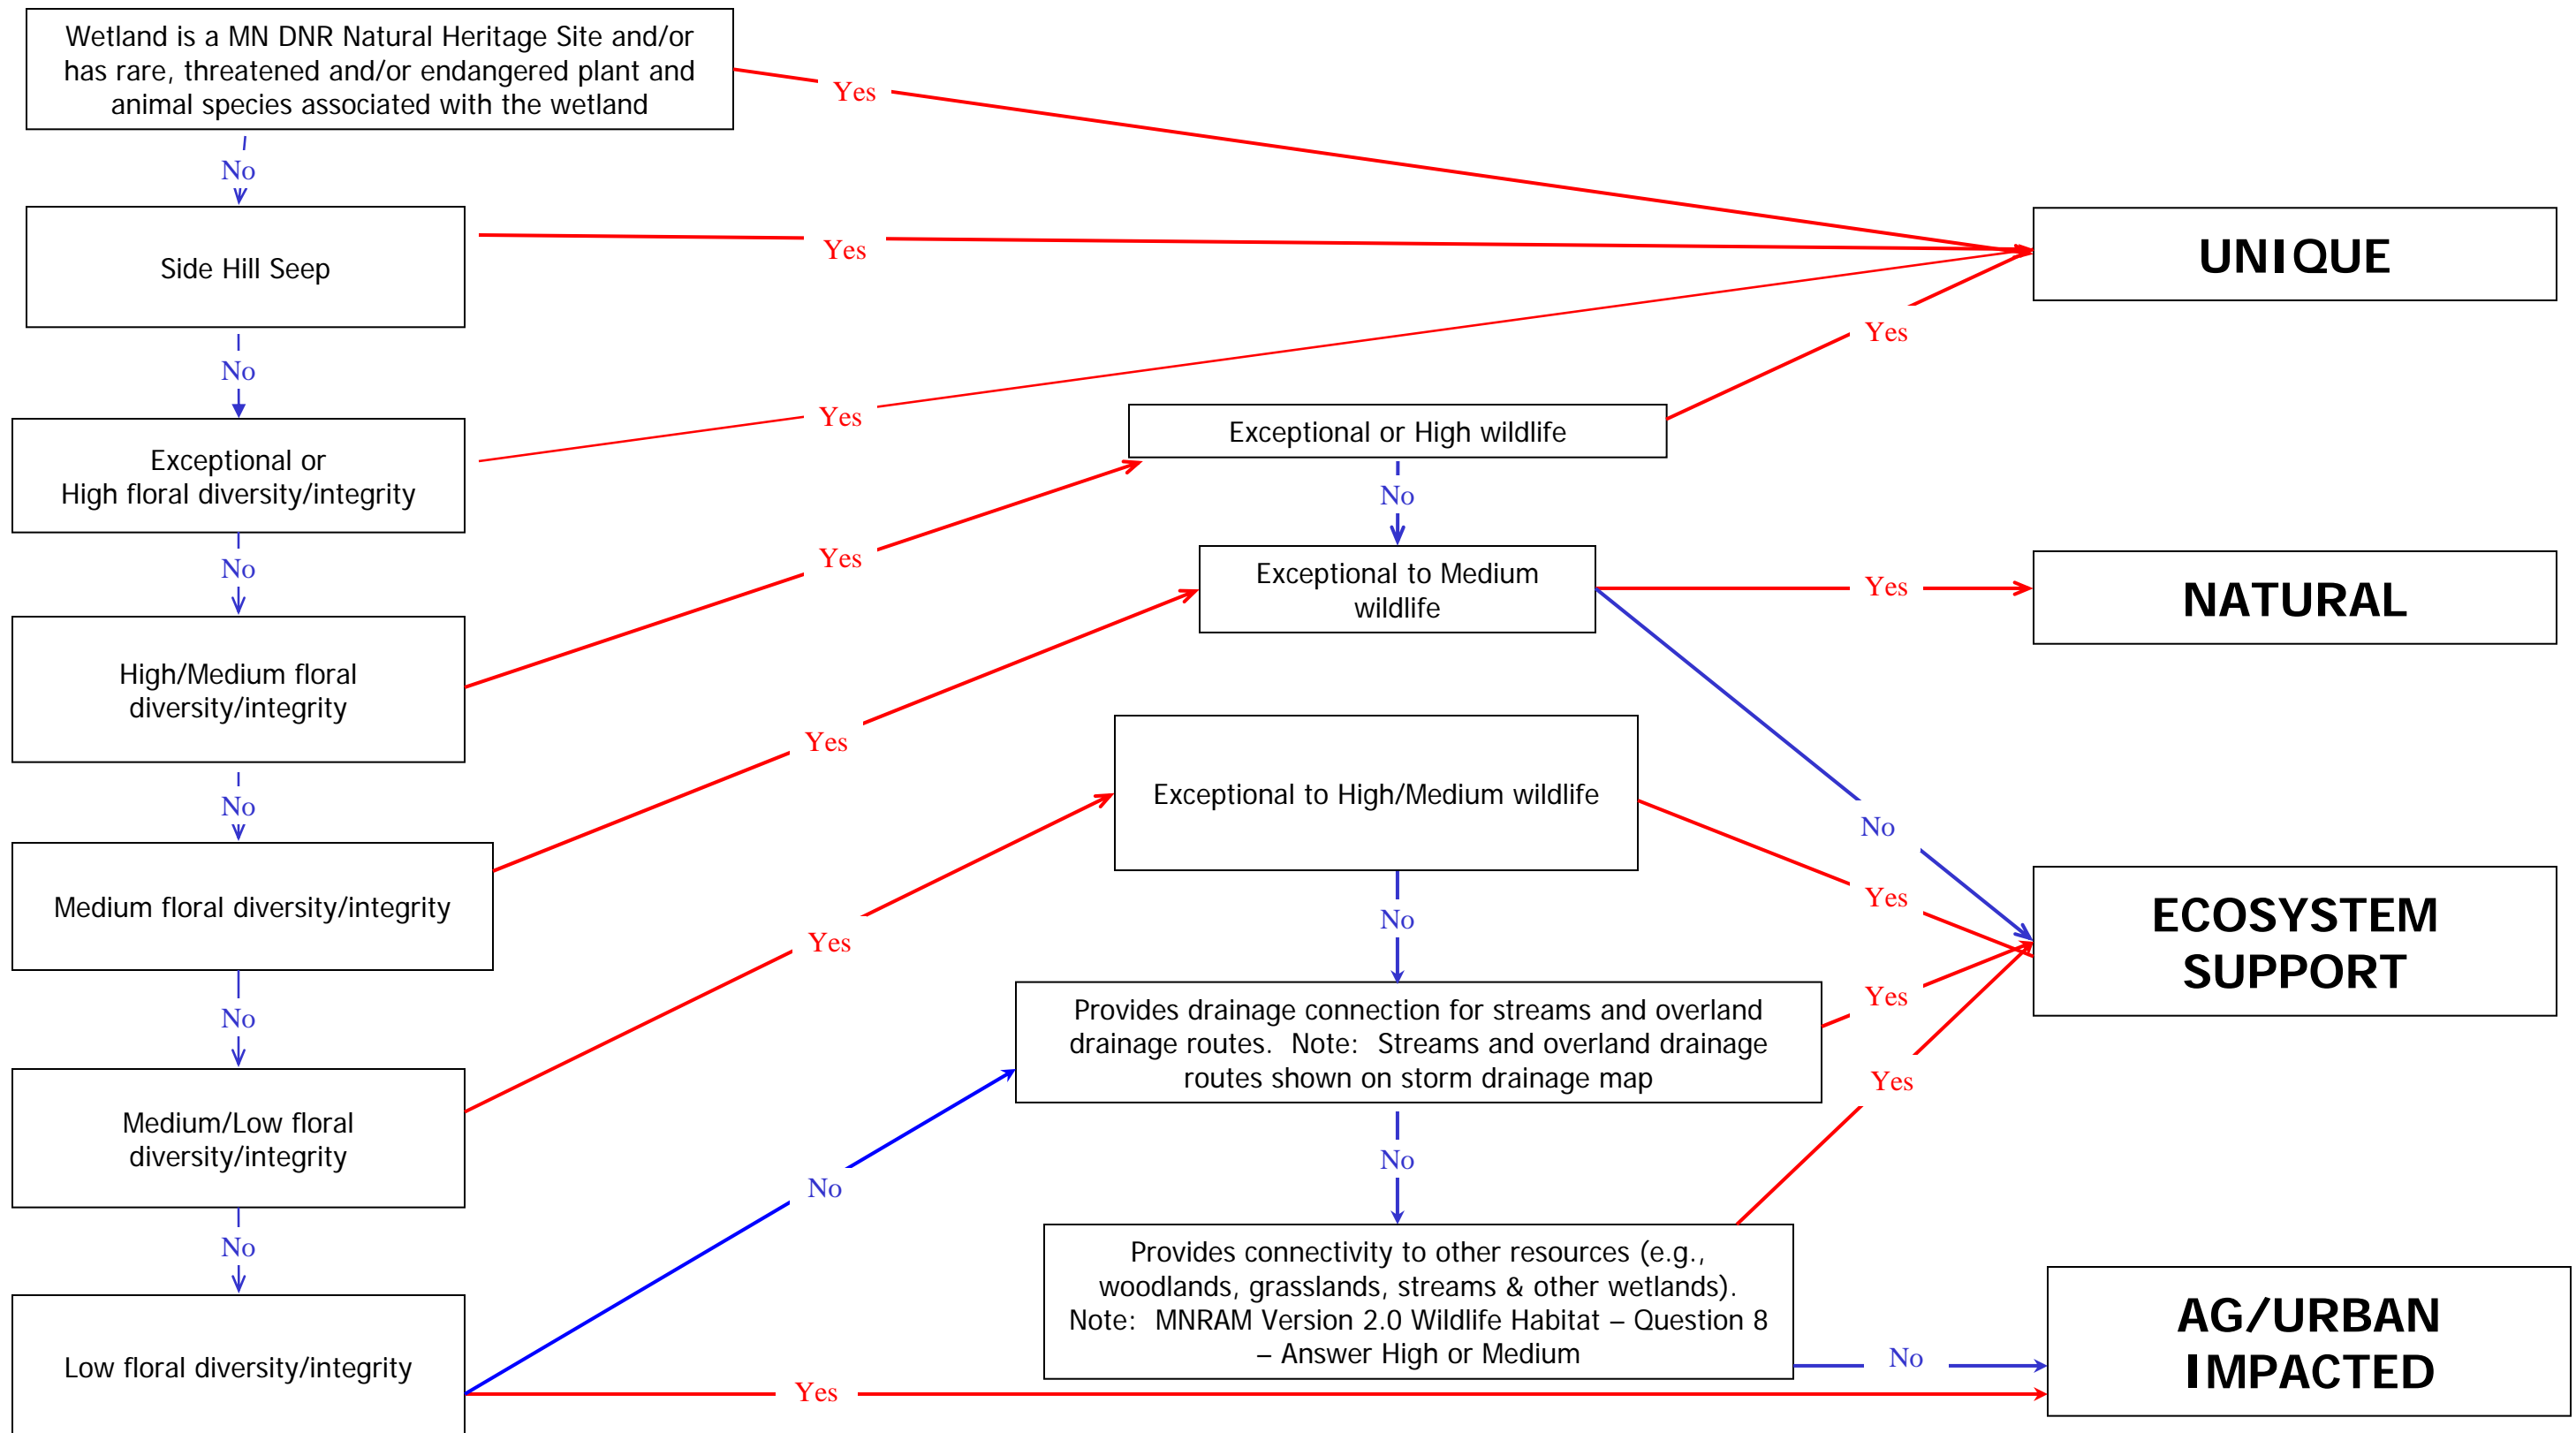 Wetland is a MN DNR Natural Heritage Site and/or
has rare, threatened and/or endangered plant and
animal species associated with the wetland
Yes
No
Side Hill Seep
Yes
UNIQUE
No
Yes
Exceptional or
High floral diversity/integrity
Yes
Exceptional or High wildlife
No
No
High/Medium floral
diversity/integrity
Yes
Exceptional to Medium
wildlife
Yes
NATURAL
No
Medium floral diversity/integrity
Yes
Exceptional to High/Medium wildlife
No
Yes
ECOSYSTEM
SUPPORT
No
Medium/Low floral
diversity/integrity
Yes
No
Provides drainage connection for streams and overland
drainage routes. Note: Streams and overland drainage
routes shown on storm drainage map
Yes
No
Low floral diversity/integrity
No
Yes
No
Provides connectivity to other resources (e.g.,
woodlands, grasslands, streams & other wetlands).
Note: MNRAM Version 2.0 Wildlife Habitat – Question 8
– Answer High or Medium
Yes
No
AG/URBAN
IMPACTED